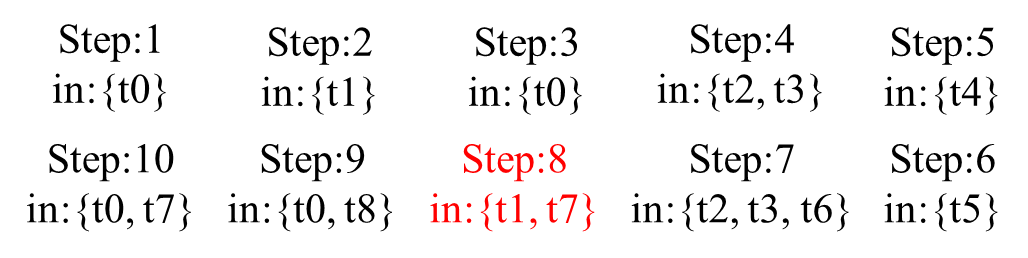 Step:1 Step:2 Step:3 Step:4 Step:5
in:{t0} in:{t1} in:{t0} in:{t2, t3} in:{t4}
Step:10 Step:9 Step:8 Step:7 Step:6
in:{t0, t7} in:{t0, t8} in:{t1, t7} in:{t2, t3, t6} in:{t5}